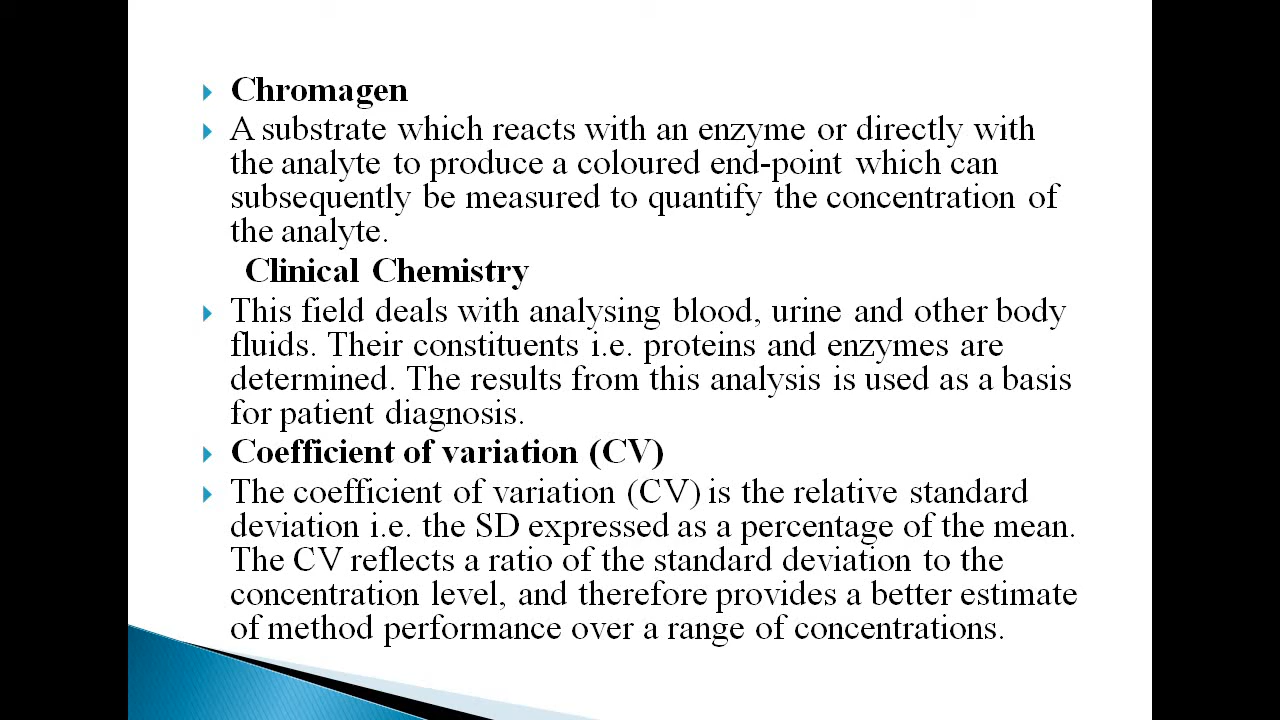 Chromagen
A substrate which reacts with an enzyme or directly with
the analyte to produce a coloured end-point which can
subsequently be measured to quantify the concentration of
the analyte.
Clinical Chemistry
This field deals with analysing blood, urine and other body
fluids. Their constituents i.e. proteins and enzymes are
determined. The results from this analysis is used as a basis
for patient diagnosis.
Coefficient of variation (CV)
The coefficient of variation (CV) is the relative standard
deviation i.e. the SD expressed as a percentage of the mean.
The CV reflects a ratio of the standard deviation to the
concentration level, and therefore provides a better estimate
of method performance over a range of concentrations.